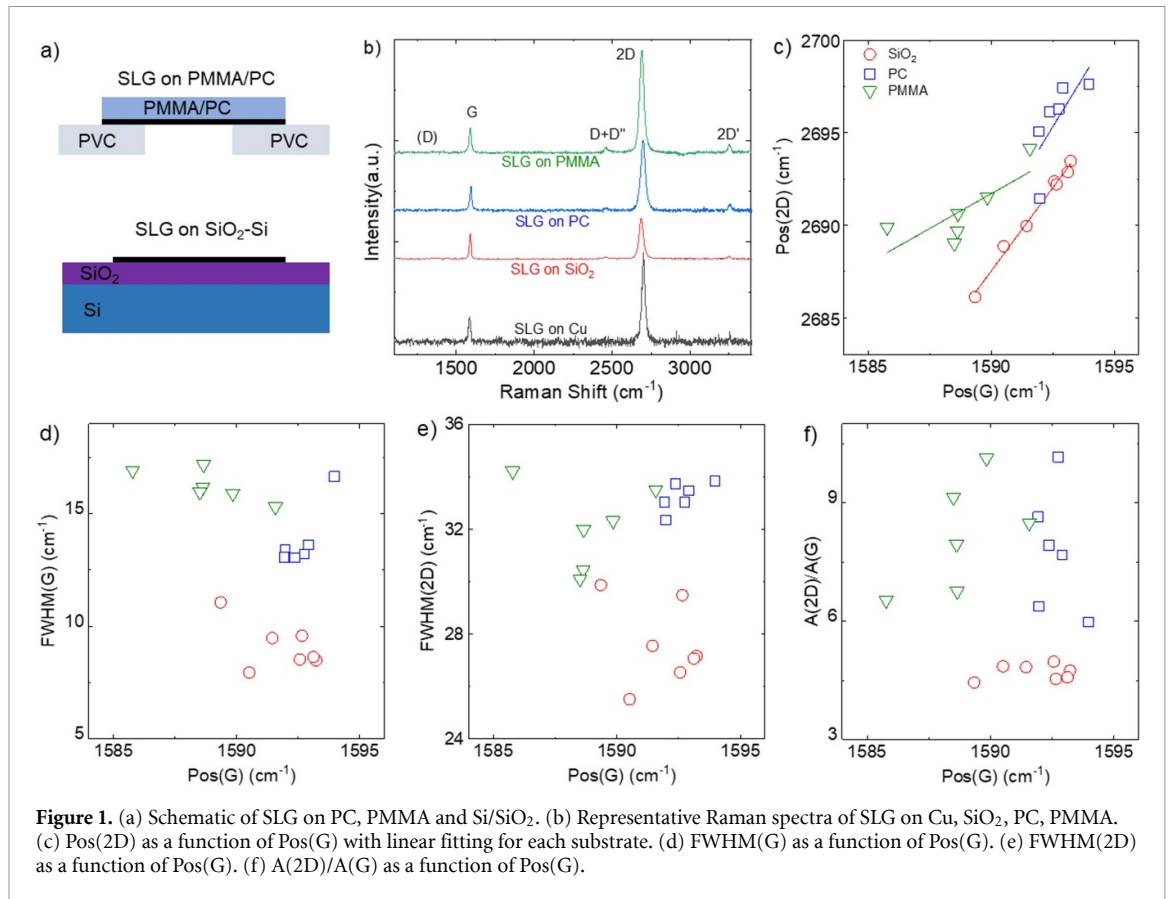 a)
SLG on PMMA/PC
PMMA/PC
PVC
PVC
SLG on SiO₂-Si
SiO₂
Si
b)
2D
G
(D)
D+D"
2D'
SLG on PMMA
SLG on PC
SLG on SiO₂
SLG on Cu
Intensity(a.u.)
1500 2000 2500 3000
Raman Shift (cm⁻¹)
c)
SiO₂
PC
PMMA
2700
2695
2690
2685
Pos(2D) (cm⁻¹)
1585 1590 1595
Pos(G) (cm⁻¹)
d)
15
10
5
FWHM(G) (cm⁻¹)
1585 1590 1595
Pos(G) (cm⁻¹)
e)
36
32
28
24
FWHM(2D) (cm⁻¹)
1585 1590 1595
Pos(G) (cm⁻¹)
f)
9
6
3
A(2D)/A(G)
1585 1590 1595
Pos(G) (cm⁻¹)
Figure 1. (a) Schematic of SLG on PC, PMMA and Si/SiO₂. (b) Representative Raman spectra of SLG on Cu, SiO₂, PC, PMMA.
(c) Pos(2D) as a function of Pos(G) with linear fitting for each substrate. (d) FWHM(G) as a function of Pos(G). (e) FWHM(2D)
as a function of Pos(G). (f) A(2D)/A(G) as a function of Pos(G).